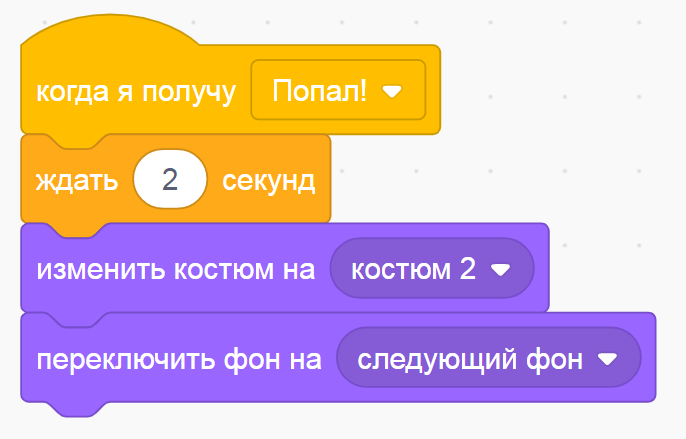 когда я получу Попал!
ждать 2 секунд
изменить костюм на костюм 2
переключить фон на следующий фон